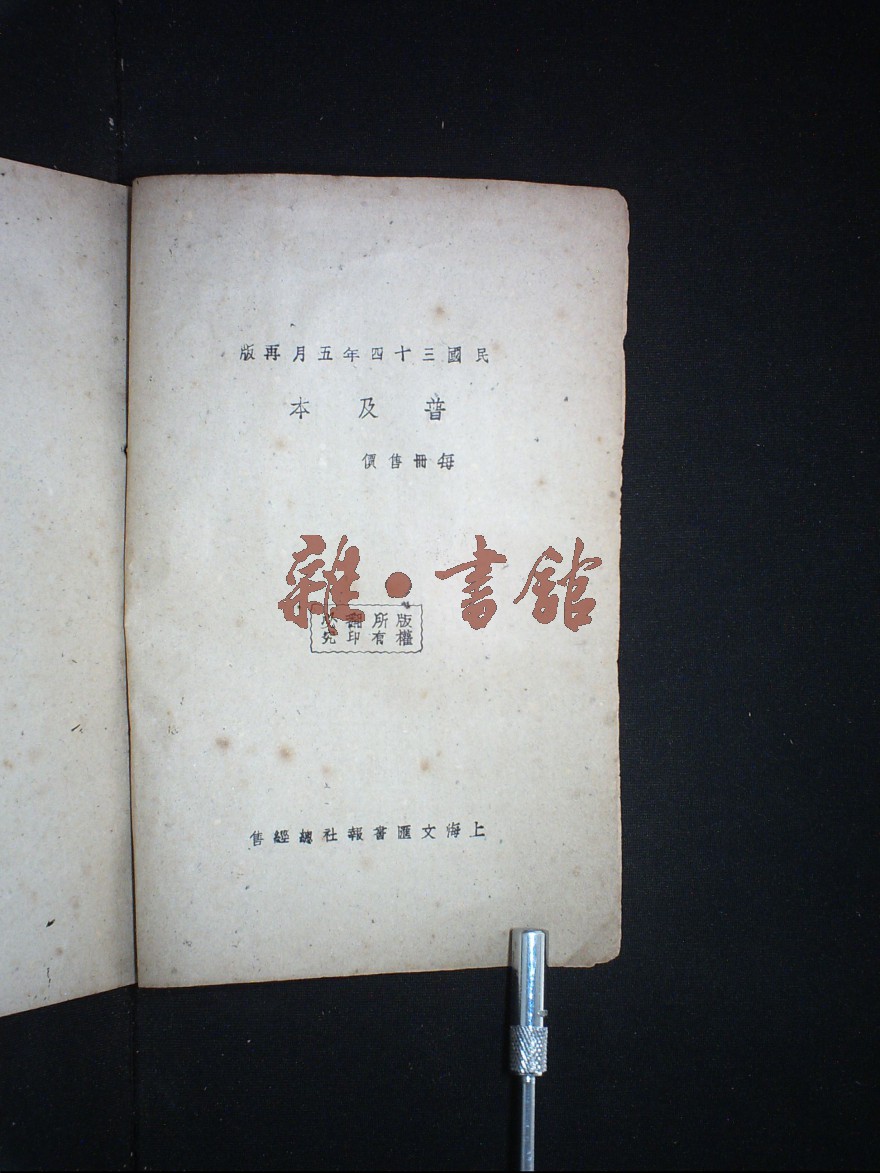 民國三十四年五月再版
普及本
每冊售價
雜·書館
版權所有翻印必究
上海文匯書報社總經售